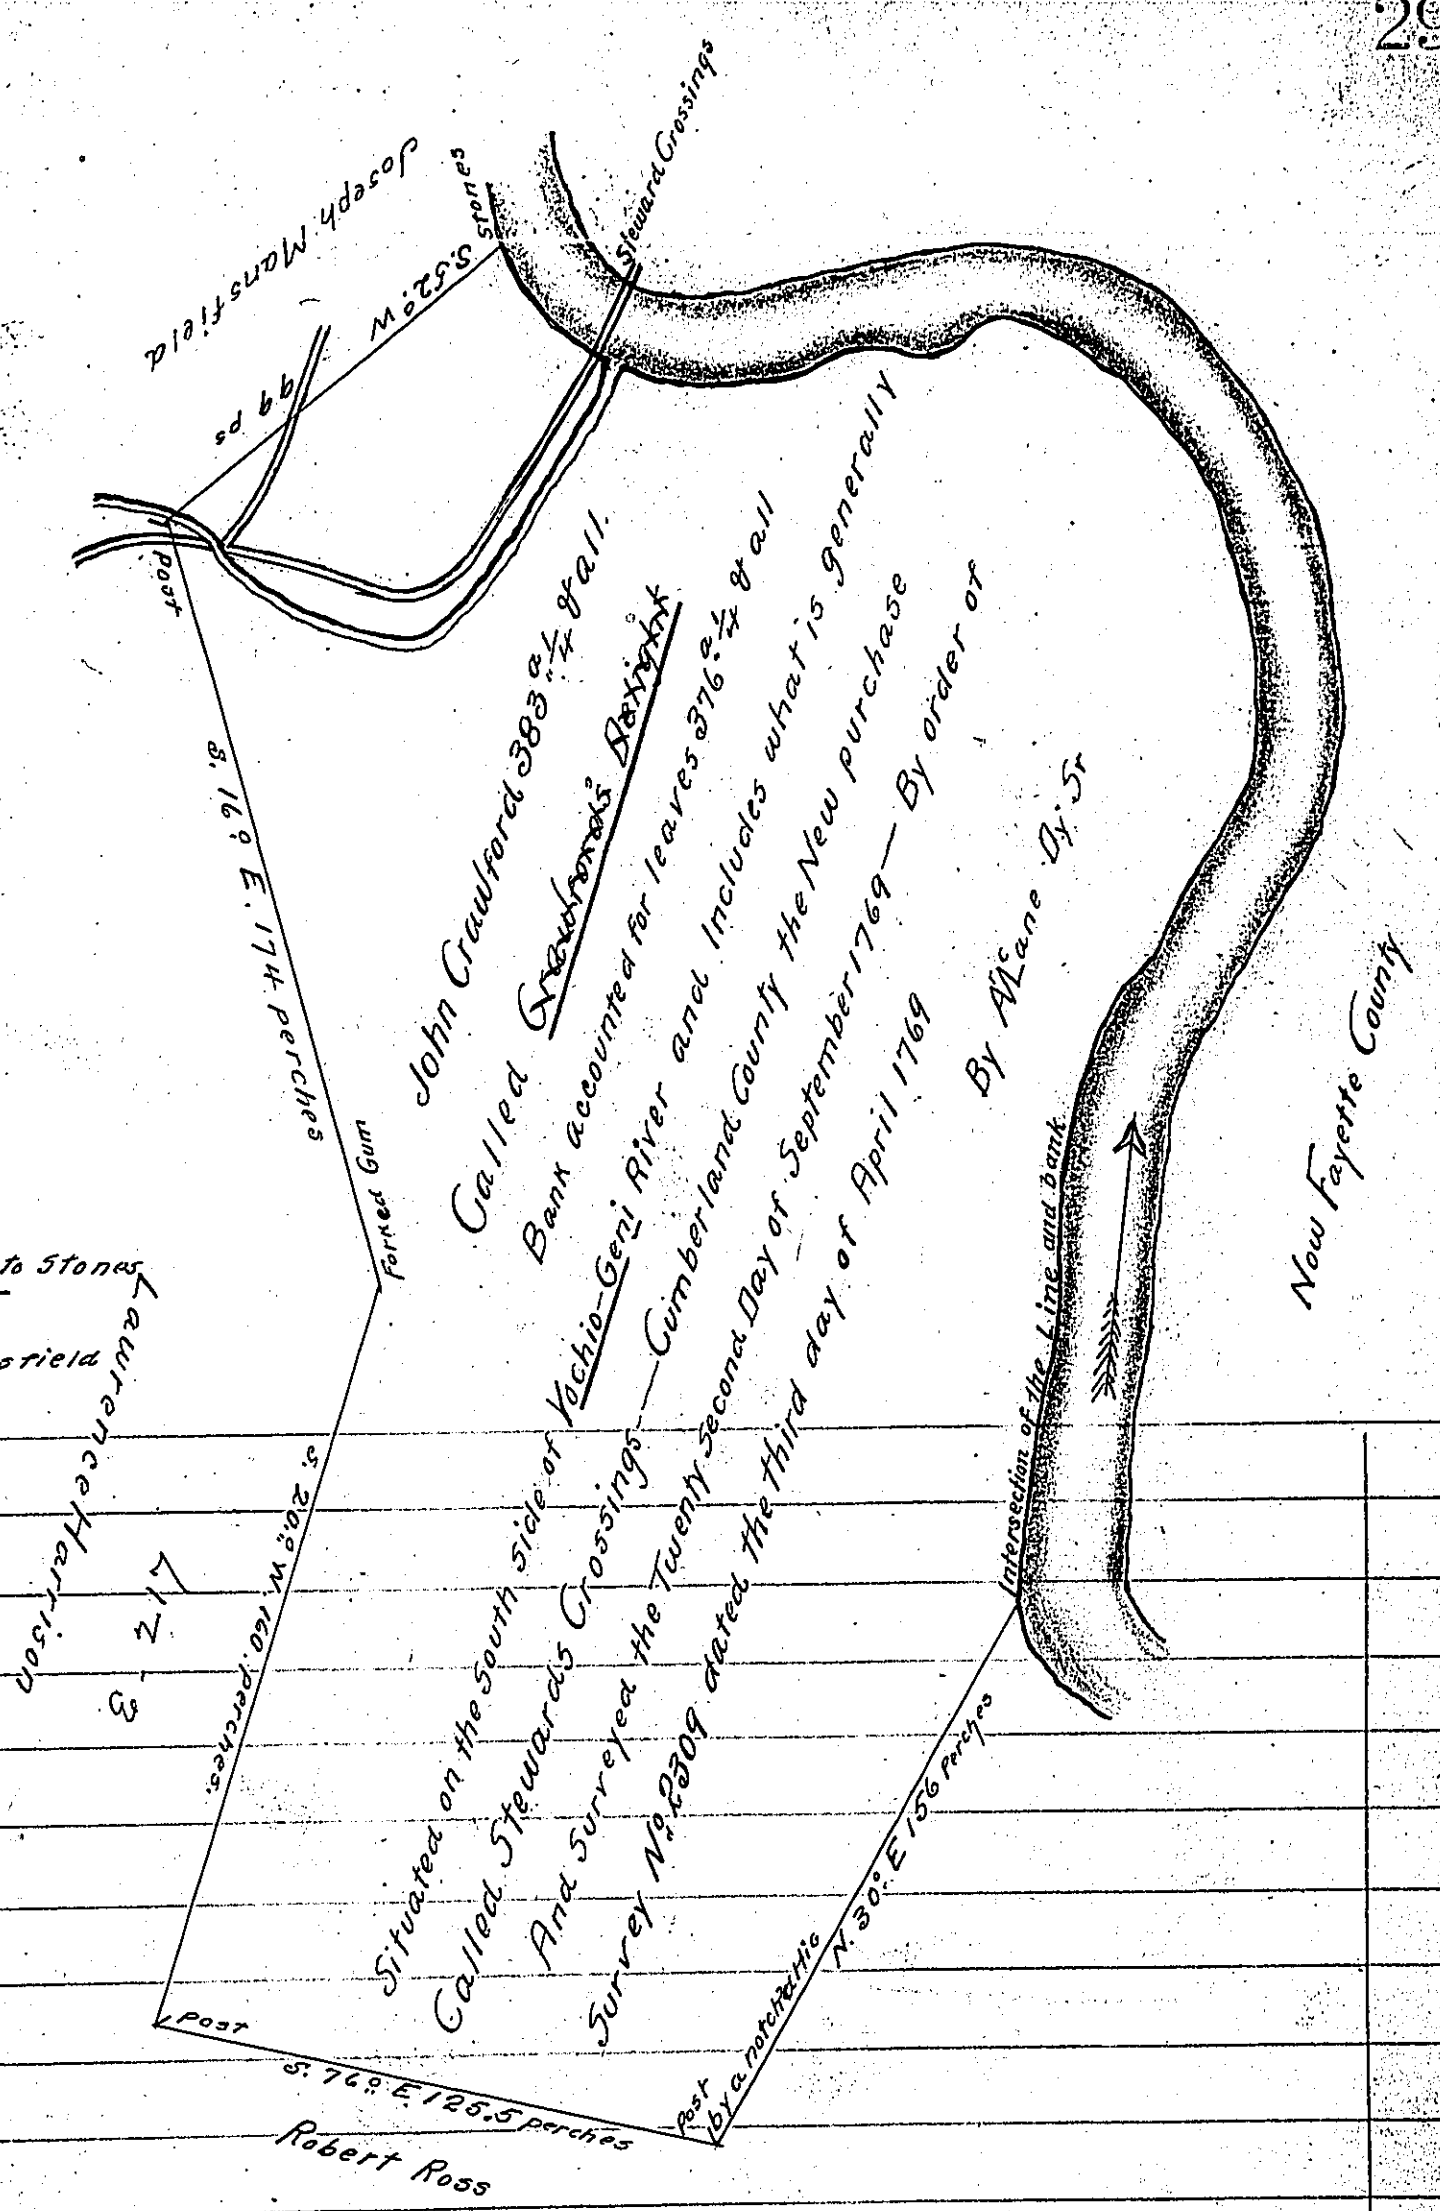 29
Joseph Mansfield
Stones
Steward Crossings
S. 52° W
99 ps
Post
S. 16° E. 174 perches
Forked Gum
John Crawford 383 a 1/4 & all.
Called Crawfords
Bank accounted for leaves 376 a 1/4 & all
Situated on the South side of Yochio-Geni River and Includes what is generally
Called Stewards Crossings — Cumberland County the New purchase
And Surveyed the Twenty Second Day of September 1769 — By order of
Survey No. 2309 dated the third day of April 1769
By A McLane Dy. Sr
Now Fayette County
Intersection of the Line and bank
to Stones
sfield
Lawrence Harrison
S. 20° W. 160. perches.
Post
S. 76° E. 125.5 perches
Robert Ross
Post
by a notched
N. 30° E 156 Perches